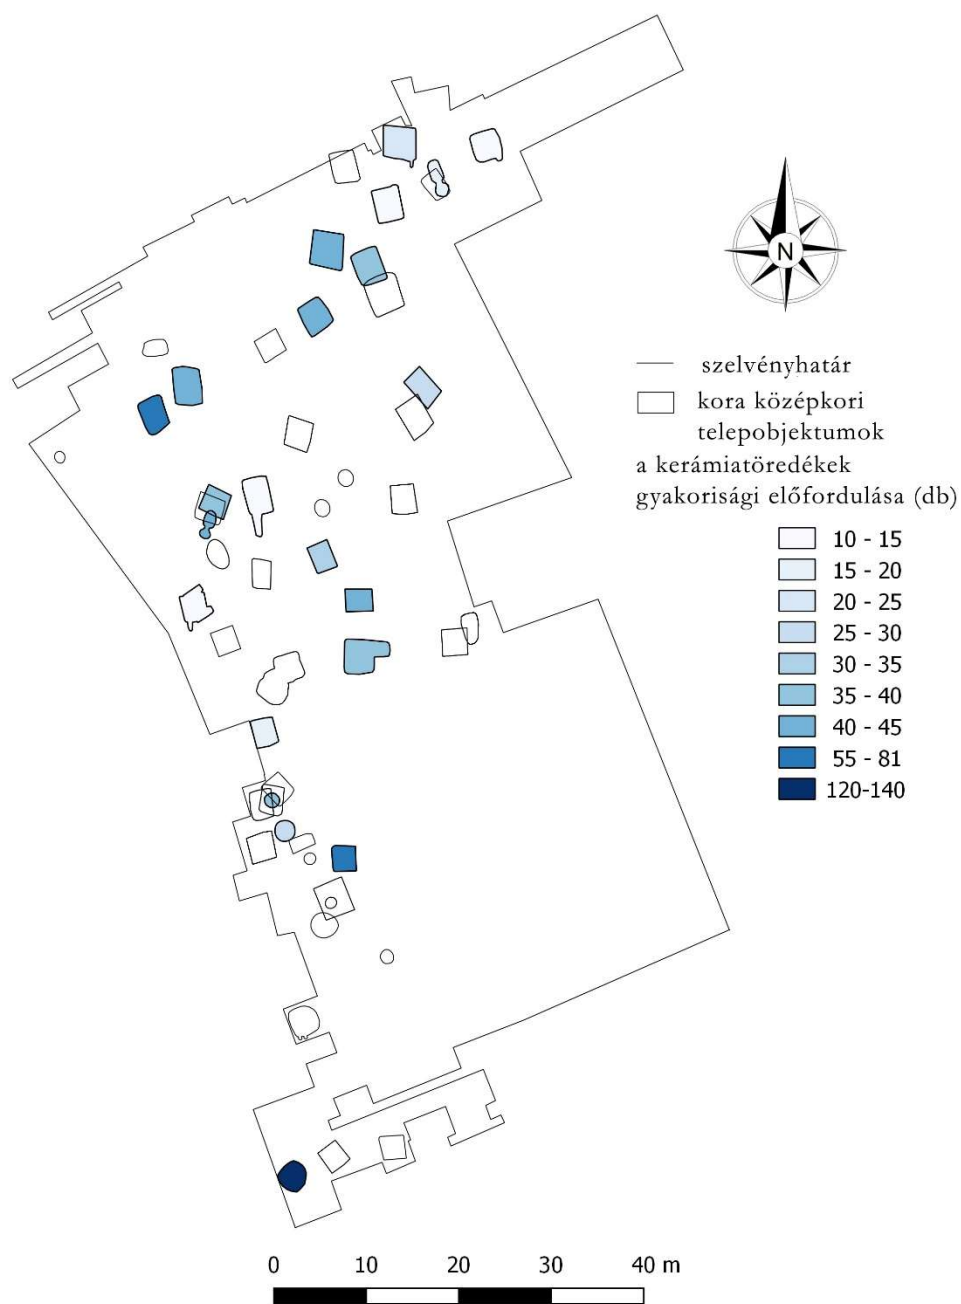 N
szelvényhatár
kora középkori
telepobjektumok
a kerámiatöredékek
gyakorisági előfordulása (db)
10 - 15
15 - 20
20 - 25
25 - 30
30 - 35
35 - 40
40 - 45
55 - 81
120-140
0 10 20 30 40 m